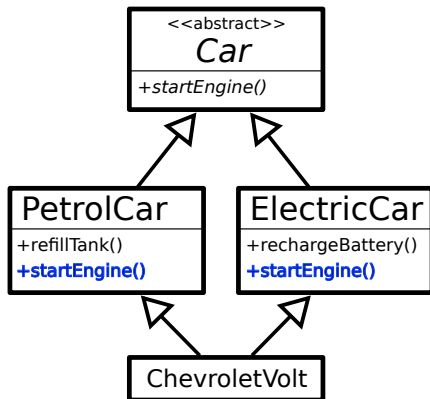 <<abstract>>
Car
+startEngine()
PetrolCar
+refillTank()
+startEngine()
ElectricCar
+rechargeBattery()
+startEngine()
ChevroletVolt